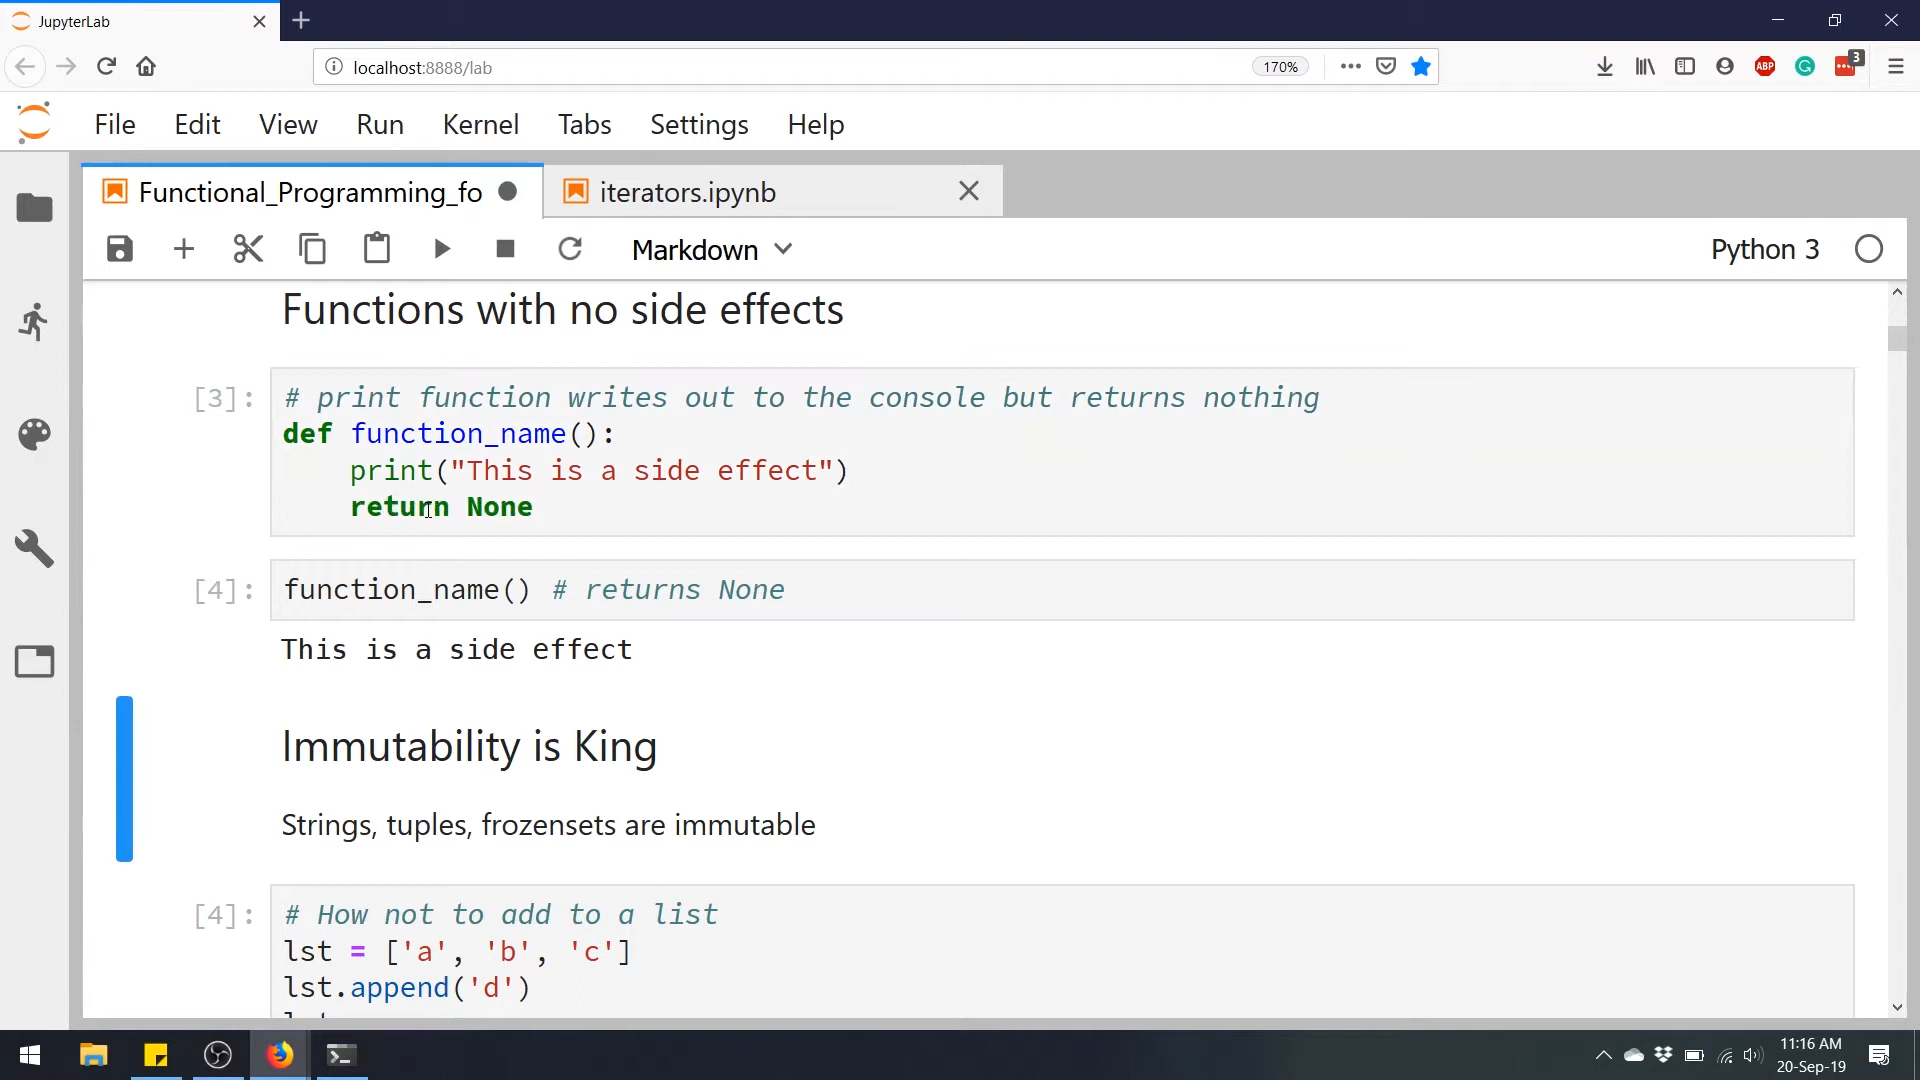 JupyterLab
localhost:8888/lab
170%
ABP
3
File Edit View Run Kernel Tabs Settings Help
Functional_Programming_fo
iterators.ipynb
Markdown
Python 3
Functions with no side effects
[3]:
# print function writes out to the console but returns nothing
def function_name():
print("This is a side effect")
return None
[4]:
function_name() # returns None
This is a side effect
Immutability is King
Strings, tuples, frozensets are immutable
[4]:
# How not to add to a list
lst = ['a', 'b', 'c']
lst.append('d')
11:16 AM
20-Sep-19